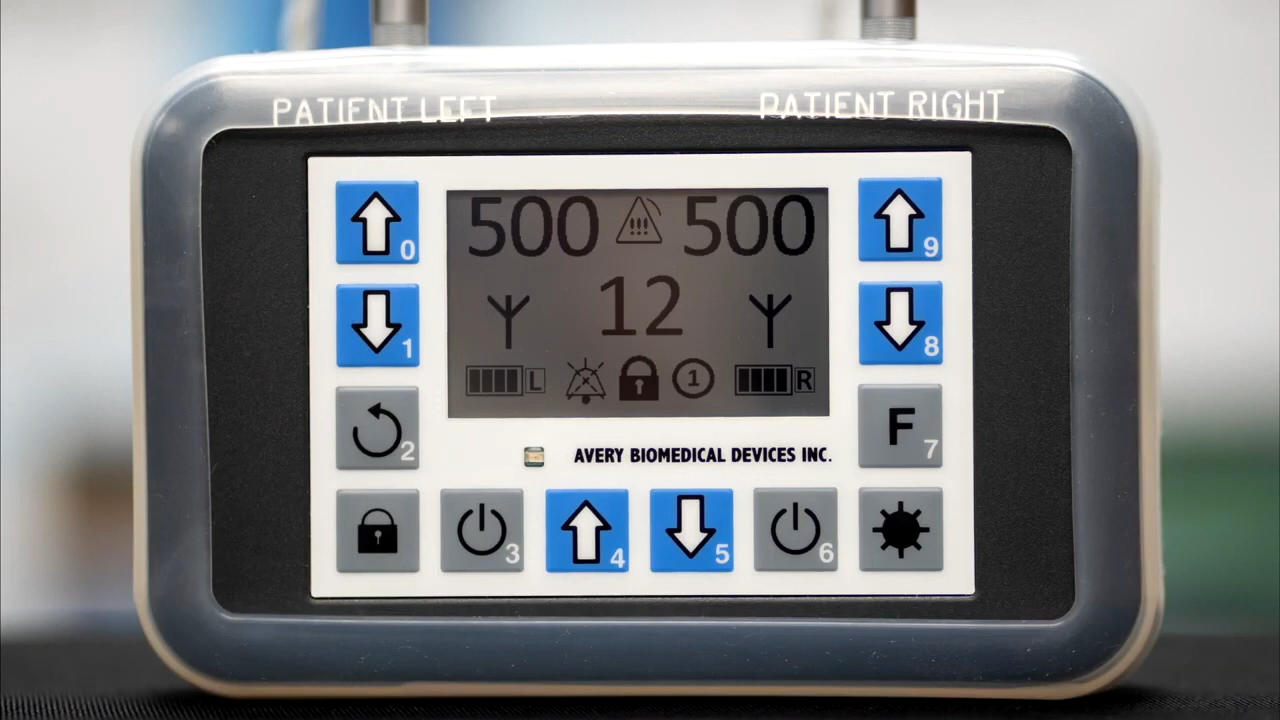 PATIENT LEFT PATIENT RIGHT
500 500
12
L 1 R
0 9
1 8
2 F 7
AVERY BIOMEDICAL DEVICES INC.
3 4 5 6